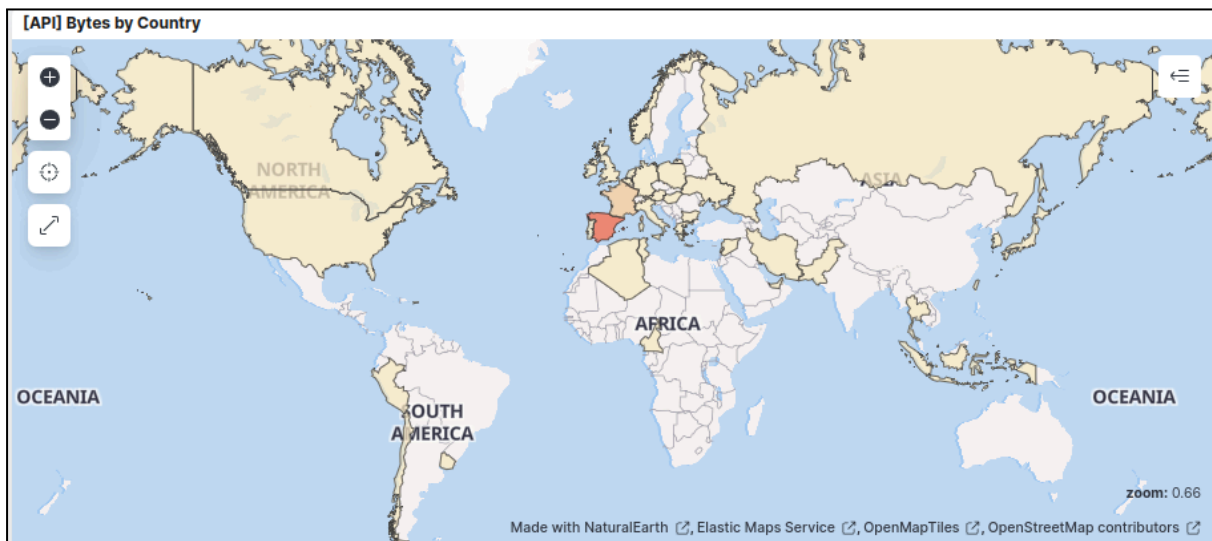 [API] Bytes by Country
NORTH
AMERICA
ASIA
AFRICA
OCEANIA
OCEANIA
SOUTH
AMERICA
zoom: 0.66
Made with NaturalEarth , Elastic Maps Service , OpenMapTiles , OpenStreetMap contributors